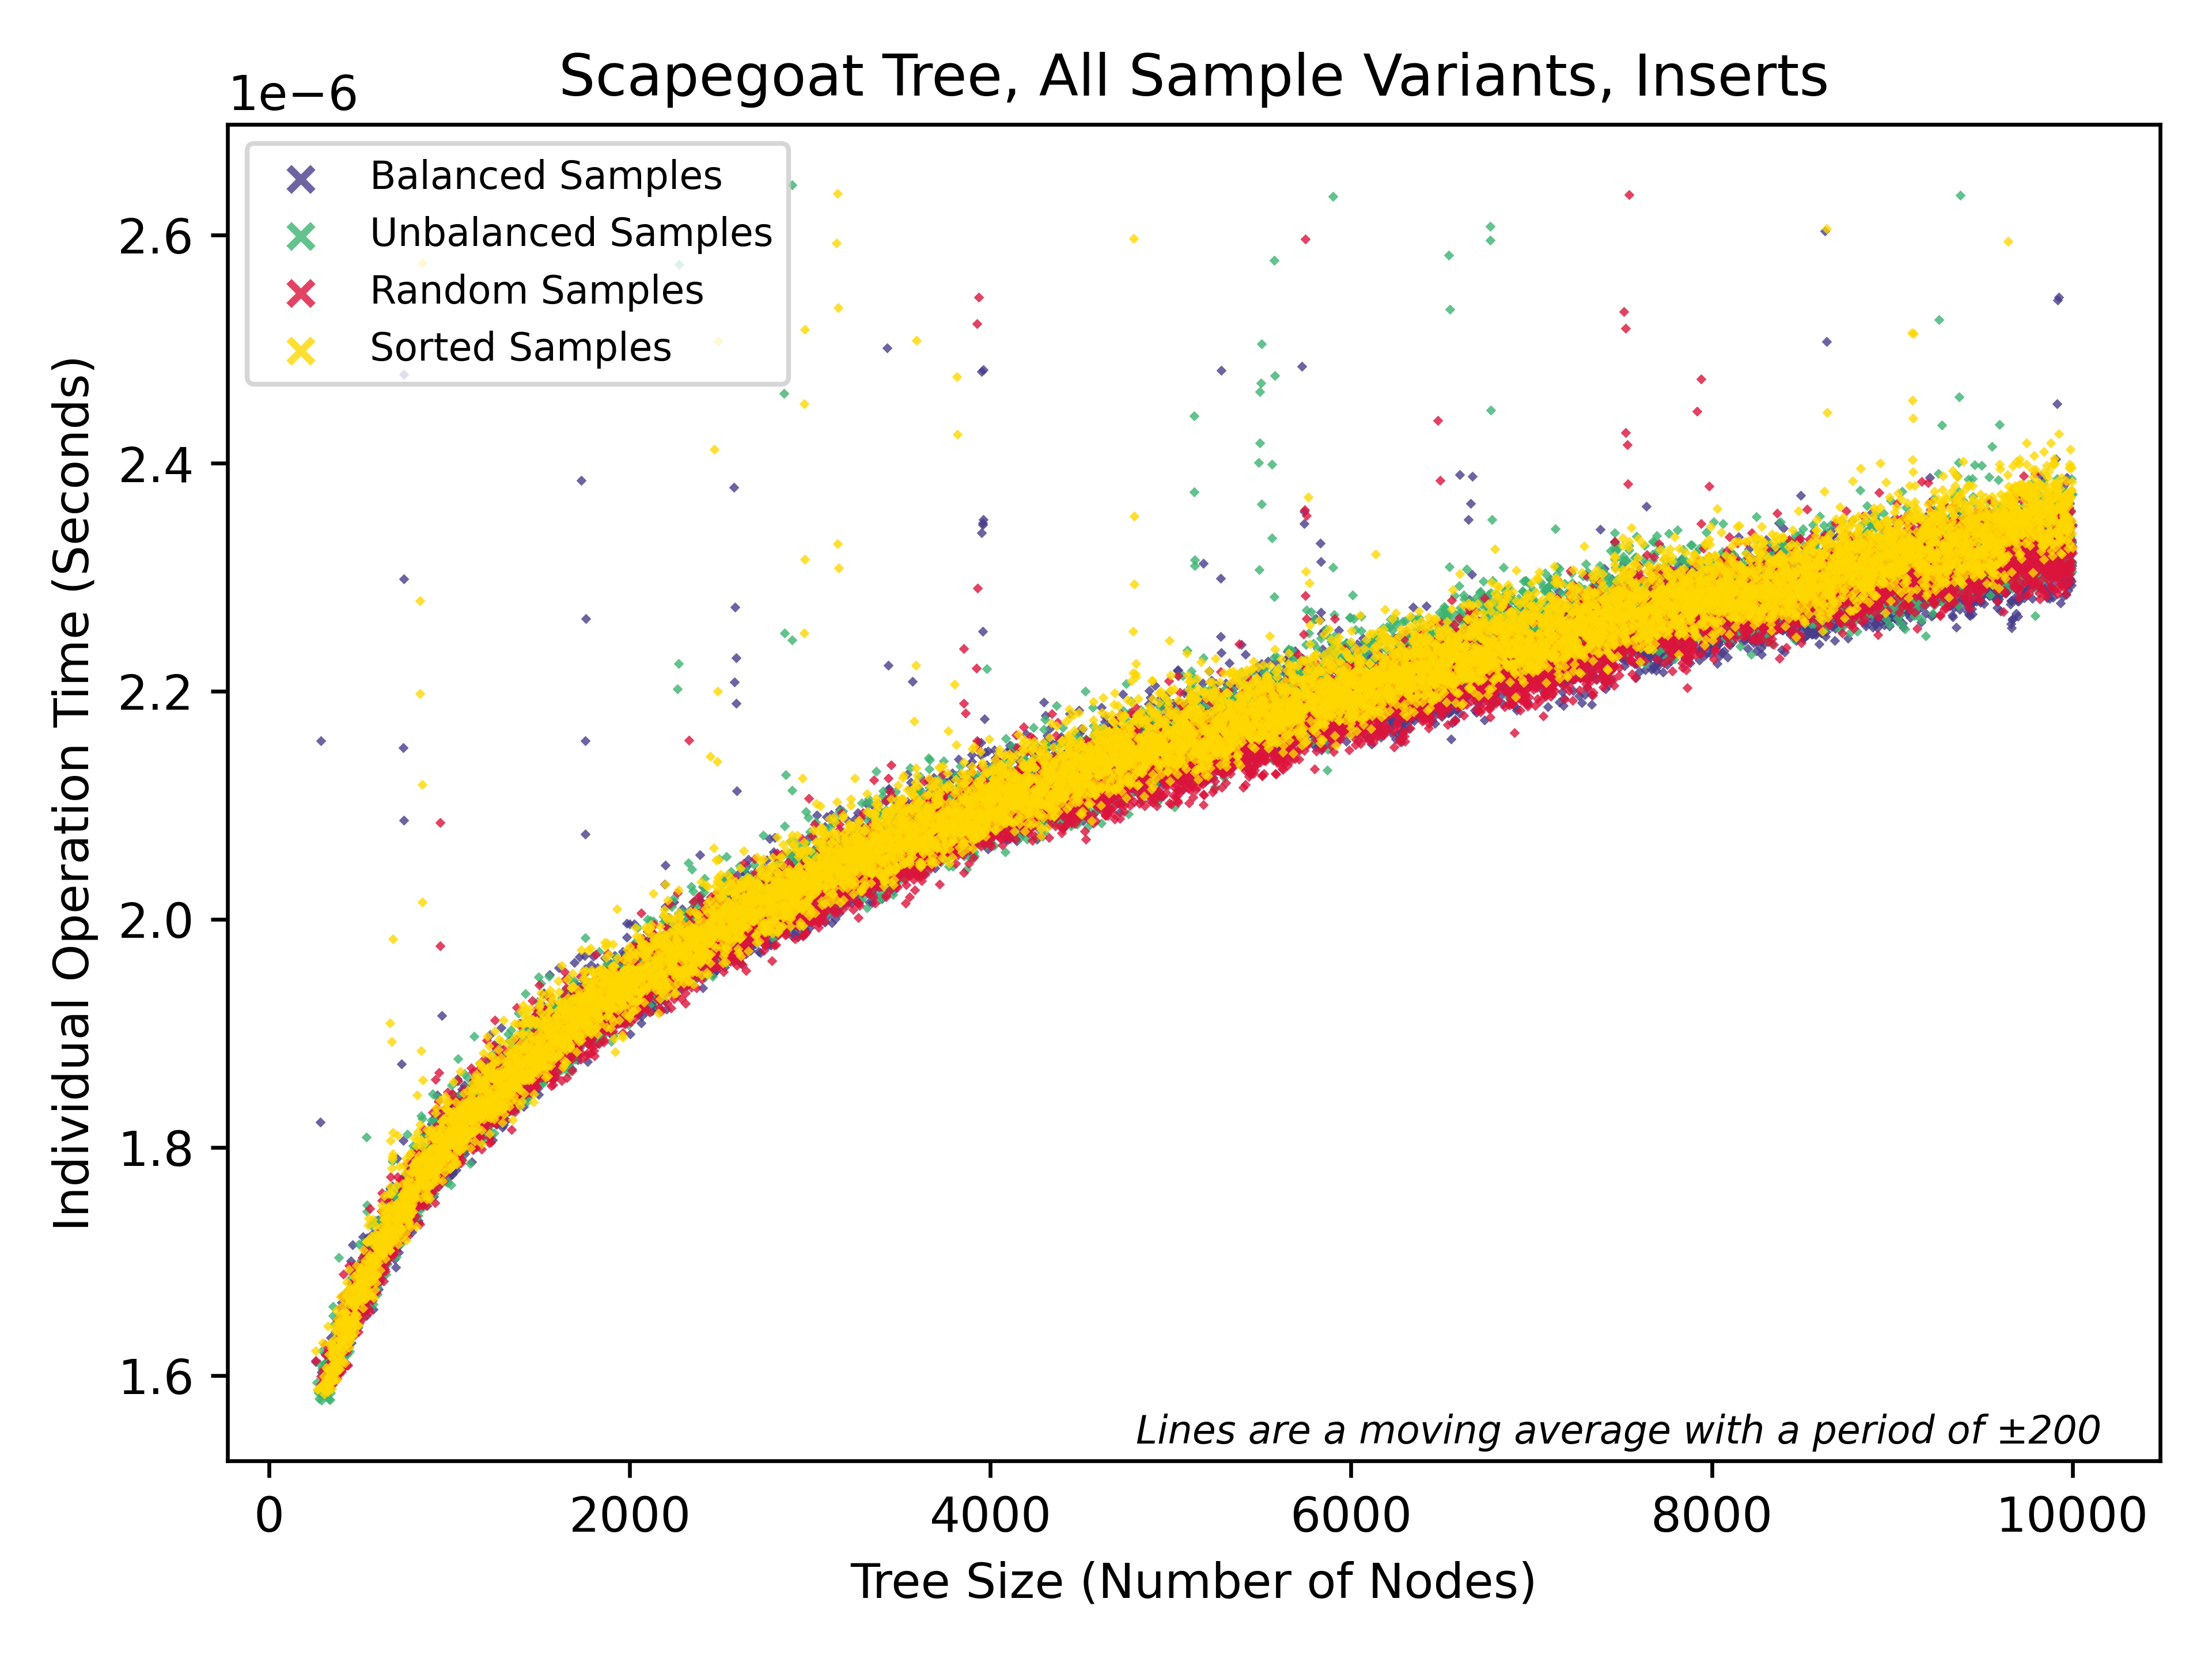 Scapegoat Tree, All Sample Variants, Inserts
1e−6
Balanced Samples
Unbalanced Samples
Random Samples
Sorted Samples
2.6
2.4
2.2
2.0
1.8
1.6
Individual Operation Time (Seconds)
Lines are a moving average with a period of ±200
0 2000 4000 6000 8000 10000
Tree Size (Number of Nodes)